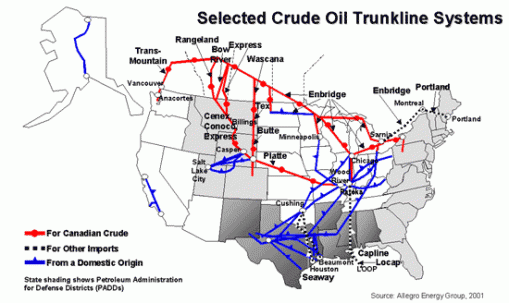 Selected Crude Oil Trunkline Systems
Rangeland
Bow
River
Express
Wascana
Trans-
Mountain
Vancouver
Anacortes
Enbridge
Enbridge
Portland
Montreal
Portland
Tex
Cenex
Conoco
Express
Billings
Butte
Minneapolis
Sarnia
Casper
Platte
Chicago
Salt
Lake
City
Wood
River
Patoka
Cushing
For Canadian Crude
For Other Imports
From a Domestic Origin
State shading shows Petroleum Administration
for Defense Districts (PADDs)
Beaumont
Houston
Seaway
Capline
Locap
LOOP
Source: Allegro Energy Group, 2001